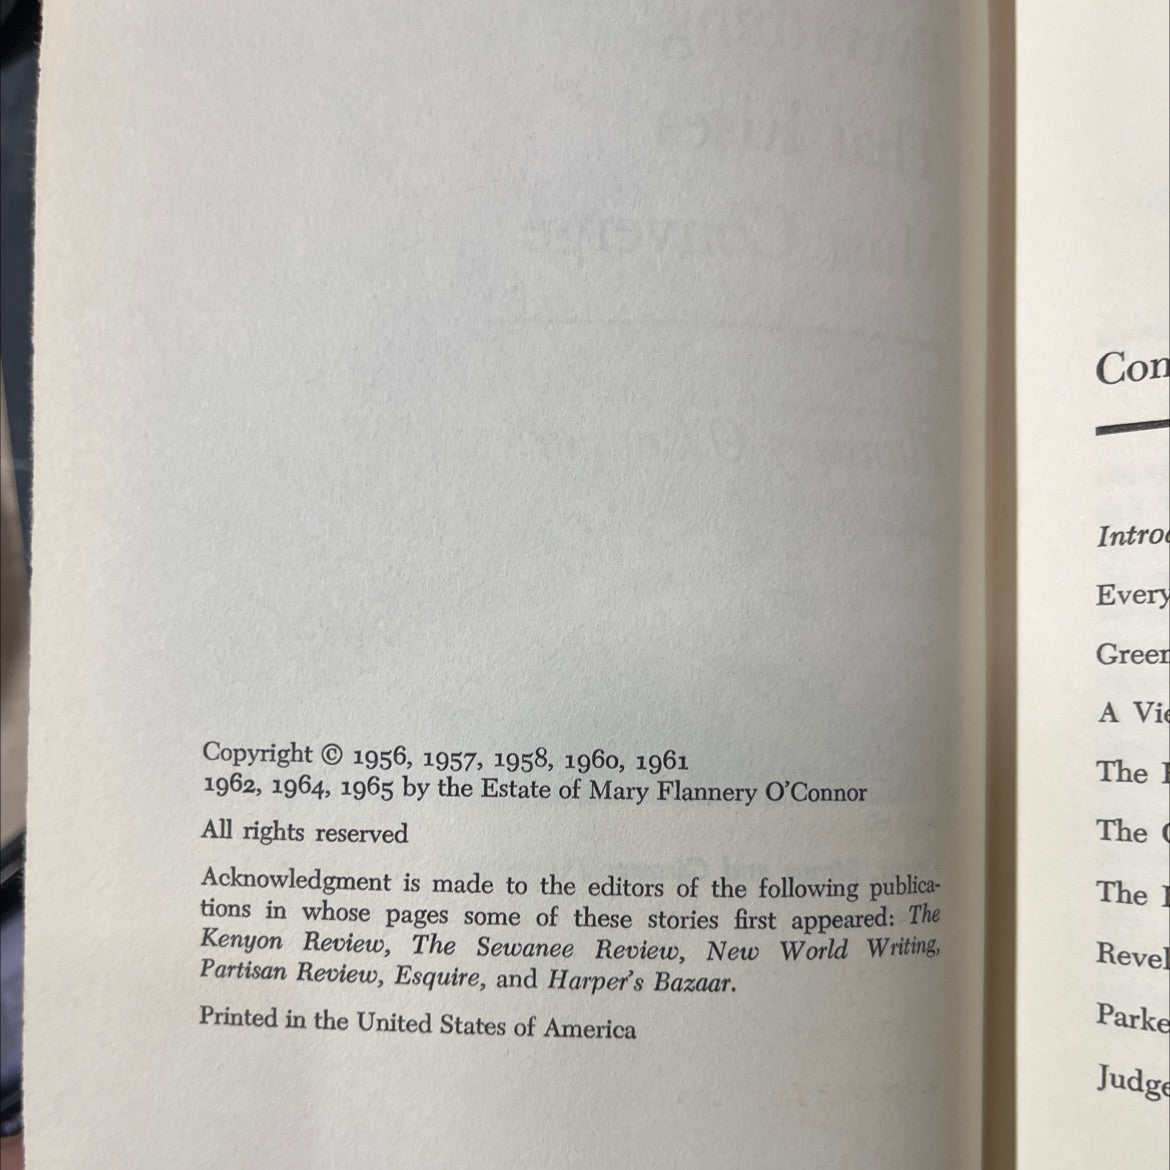 Copyright © 1956, 1957, 1958, 1960, 1961
1962, 1964, 1965 by the Estate of Mary Flannery O'Connor
All rights reserved
Acknowledgment is made to the editors of the following publica-
tions in whose pages some of these stories first appeared: The
Kenyon Review, The Sewanee Review, New World Writing,
Partisan Review, Esquire, and Harper's Bazaar.
Printed in the United States of America
Con
Intro
Every
Green
A Vie
The
The
The
Revel
Parke
Judge